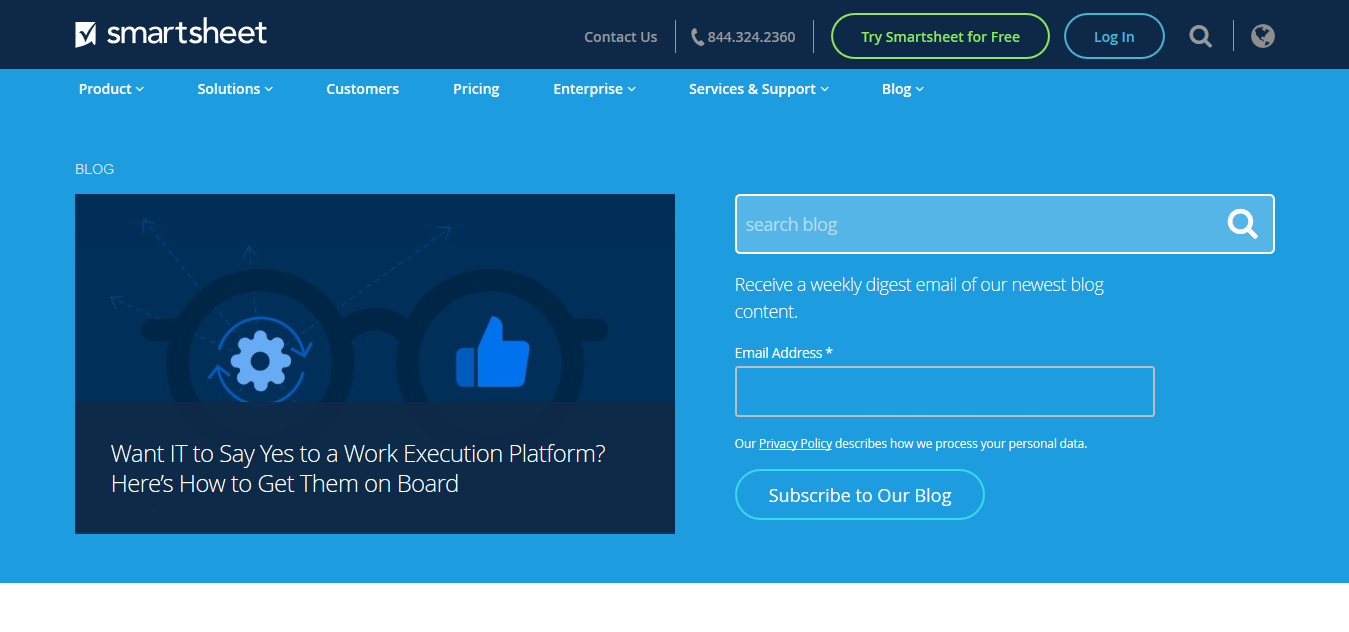 smartsheet
Contact Us
844.324.2360
Try Smartsheet for Free
Log In
Product
Solutions
Customers
Pricing
Enterprise
Services & Support
Blog
BLOG
Want IT to Say Yes to a Work Execution Platform?
Here’s How to Get Them on Board
search blog
Receive a weekly digest email of our newest blog
content.
Email Address *
Our Privacy Policy describes how we process your personal data.
Subscribe to Our Blog